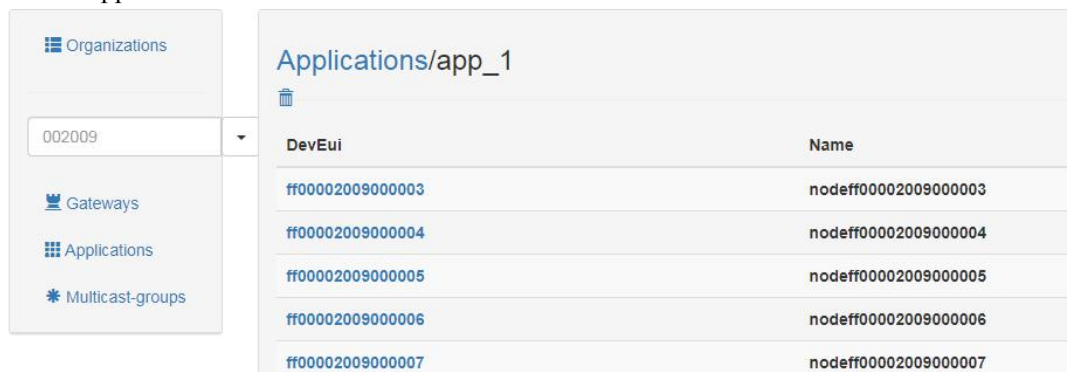 Organizations
002009
Gateways
Applications
Multicast-groups
Applications/app_1
DevEui Name
ff00002009000003 nodeff00002009000003
ff00002009000004 nodeff00002009000004
ff00002009000005 nodeff00002009000005
ff00002009000006 nodeff00002009000006
ff00002009000007 nodeff00002009000007